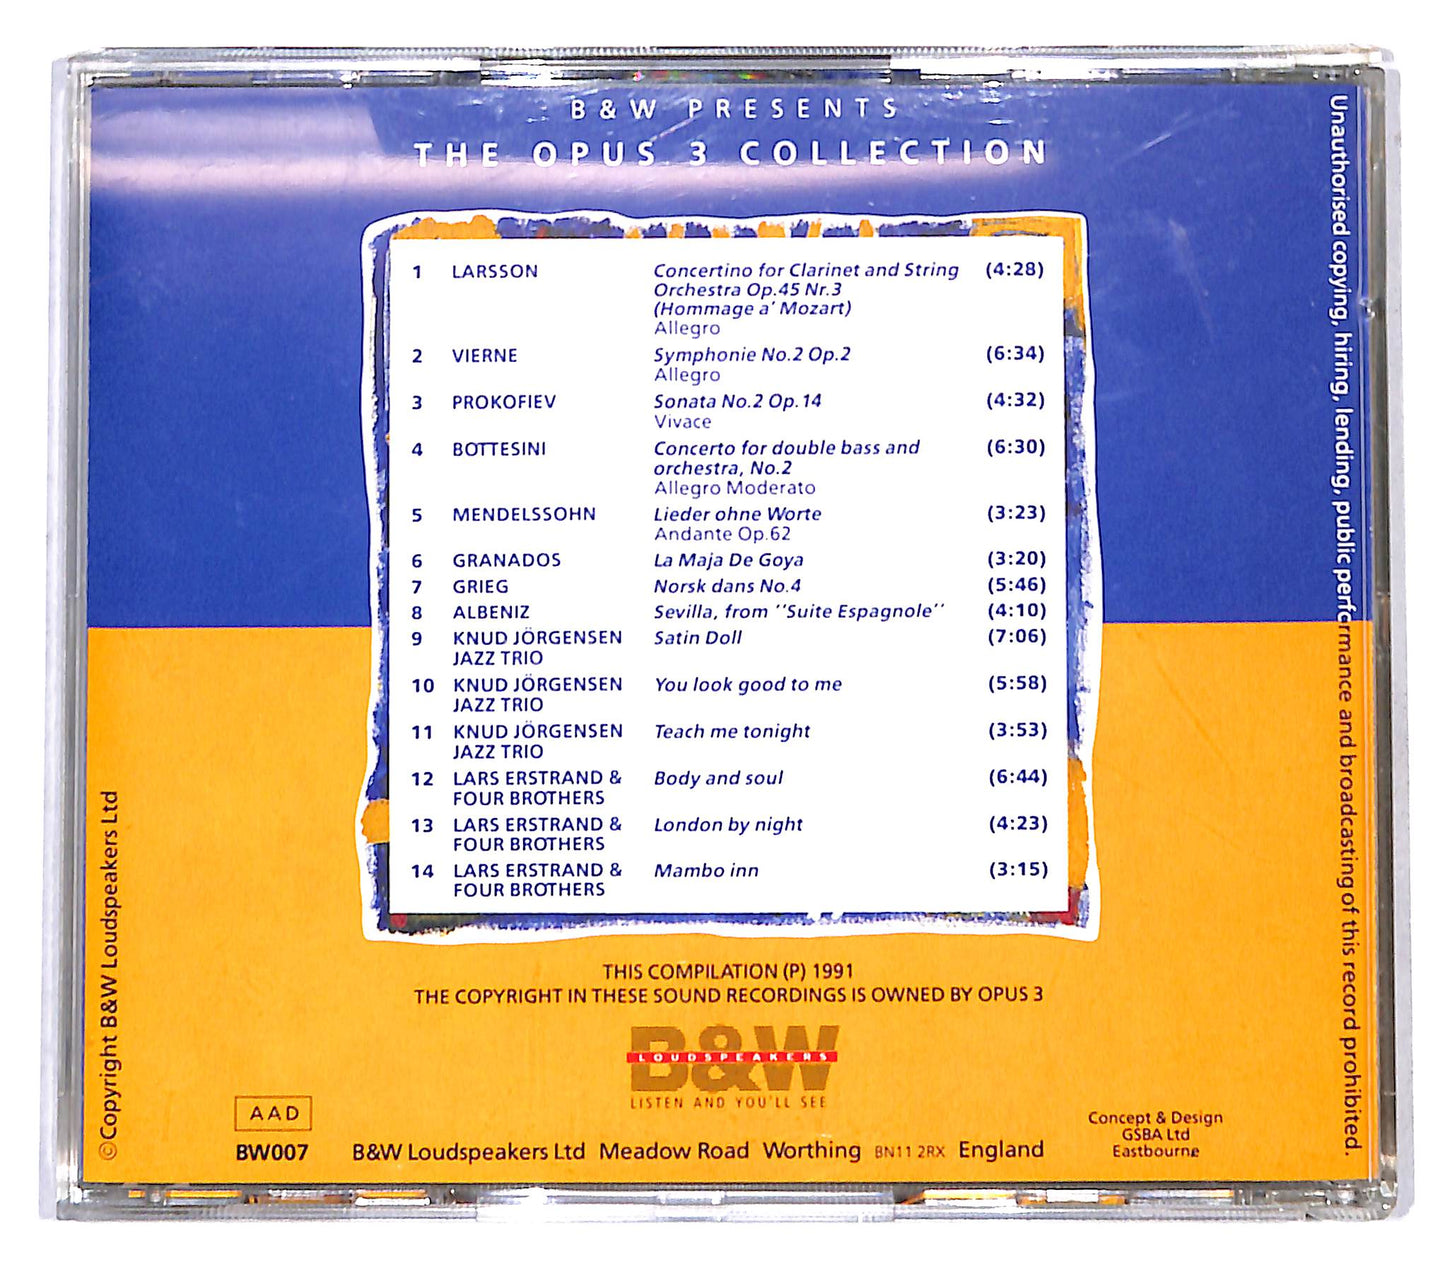 B&W PRESENTS
THE OPUS 3 COLLECTION
1 LARSSON Concertino for Clarinet and String (4:28)
Orchestra Op.45 Nr.3
(Hommage a' Mozart)
Allegro
2 VIERNE Symphonie No.2 Op.2 (6:34)
Allegro
3 PROKOFIEV Sonata No.2 Op.14 (4:32)
Vivace
4 BOTTESINI Concerto for double bass and (6:30)
orchestra, No.2
Allegro Moderato
5 MENDELSSOHN Lieder ohne Worte (3:23)
Andante Op.62
6 GRANADOS La Maja De Goya (3:20)
7 GRIEG Norsk dans No.4 (5:46)
8 ALBENIZ Sevilla, from ''Suite Espagnole'' (4:10)
9 KNUD JÖRGENSEN Satin Doll (7:06)
JAZZ TRIO
10 KNUD JÖRGENSEN You look good to me (5:58)
JAZZ TRIO
11 KNUD JÖRGENSEN Teach me tonight (3:53)
JAZZ TRIO
12 LARS ERSTRAND & Body and soul (6:44)
FOUR BROTHERS
13 LARS ERSTRAND & London by night (4:23)
FOUR BROTHERS
14 LARS ERSTRAND & Mambo inn (3:15)
FOUR BROTHERS
THIS COMPILATION (P) 1991
THE COPYRIGHT IN THESE SOUND RECORDINGS IS OWNED BY OPUS 3
B&W
LOUDSPEAKERS
LISTEN AND YOU'LL SEE
AAD
BW007 B&W Loudspeakers Ltd Meadow Road Worthing BN11 2RX England
Concept & Design
GSBA Ltd
Eastbourne
©Copyright B&W Loudspeakers Ltd
Unauthorised copying, hiring, lending, public performance and broadcasting of this record prohibited.